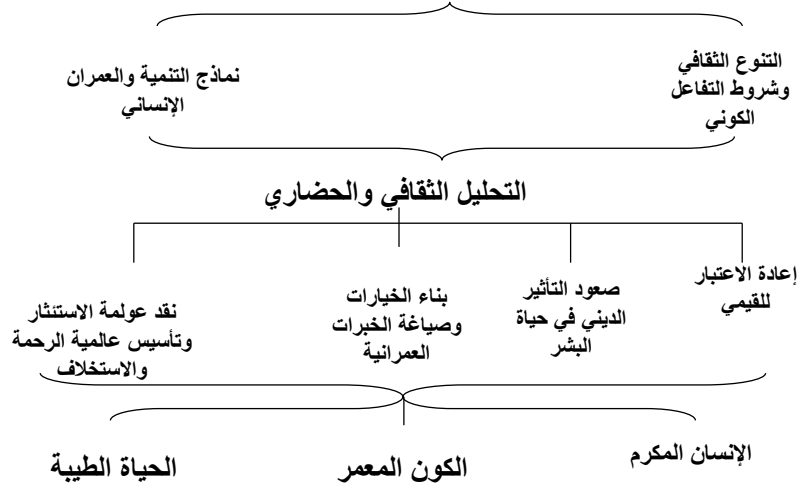 التنوع الثقافي
وشروط التفاعل
الكوني
نماذج التنمية والعمران
الإنساني
التحليل الثقافي والحضاري
إعادة الاعتبار
للقيمي
صعود التأثير
الديني في حياة
البشر
بناء الخيارات
وصياغة الخبرات
العمرانية
نقد عولمة الاستئثار
وتأسيس عالمية الرحمة
والاستخلاف
الإنسان المكرم
الكون المعمر
الحياة الطيبة